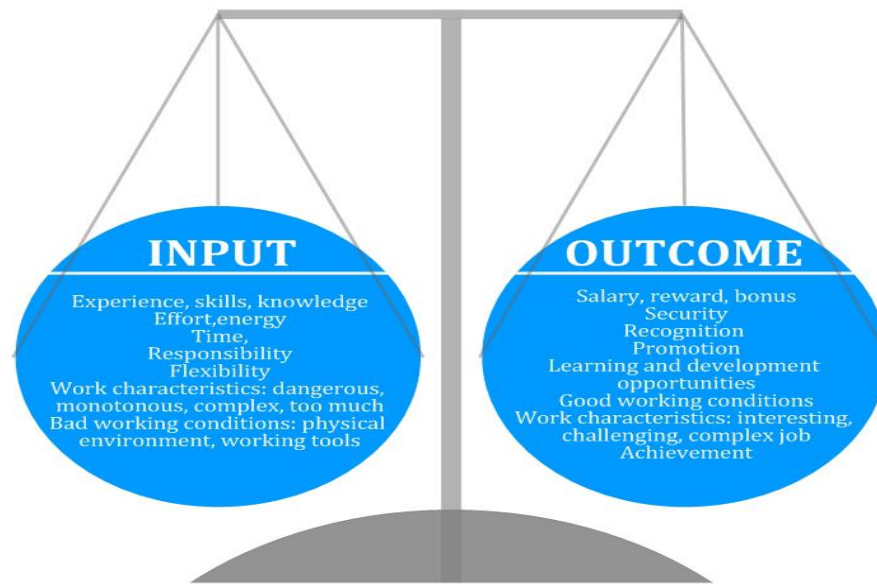 INPUT
Experience, skills, knowledge
Effort,energy
Time,
Responsibility
Flexibility
Work characteristics: dangerous,
monotonous, complex, too much
Bad working conditions: physical
environment, working tools
OUTCOME
Salary, reward, bonus
Security
Recognition
Promotion
Learning and development
opportunities
Good working conditions
Work characteristics: interesting,
challenging, complex job
Achievement